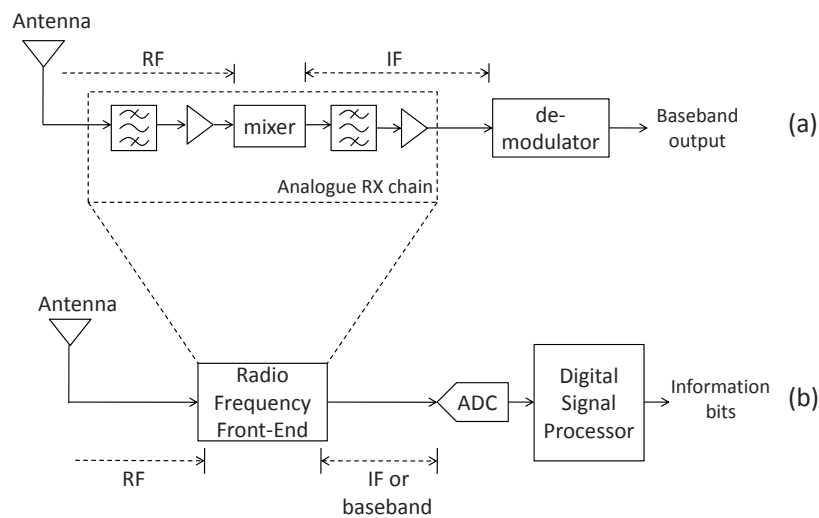 Antenna
RF
IF
mixer
de-
modulator
Baseband
output
(a)
Analogue RX chain
Antenna
Radio
Frequency
Front-End
ADC
Digital
Signal
Processor
Information
bits
(b)
RF
IF or
baseband